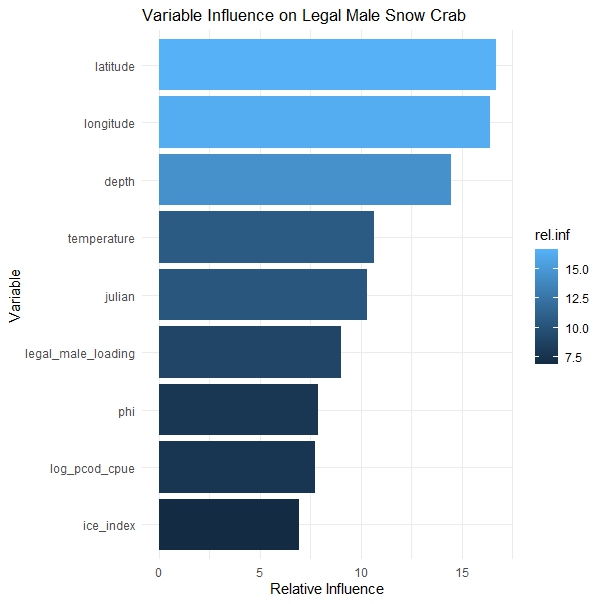 Variable Influence on Legal Male Snow Crab
Variable
latitude
longitude
depth
temperature
julian
legal_male_loading
phi
log_pcod_cpue
ice_index
0 5 10 15
Relative Influence
rel.inf
15.0
12.5
10.0
7.5